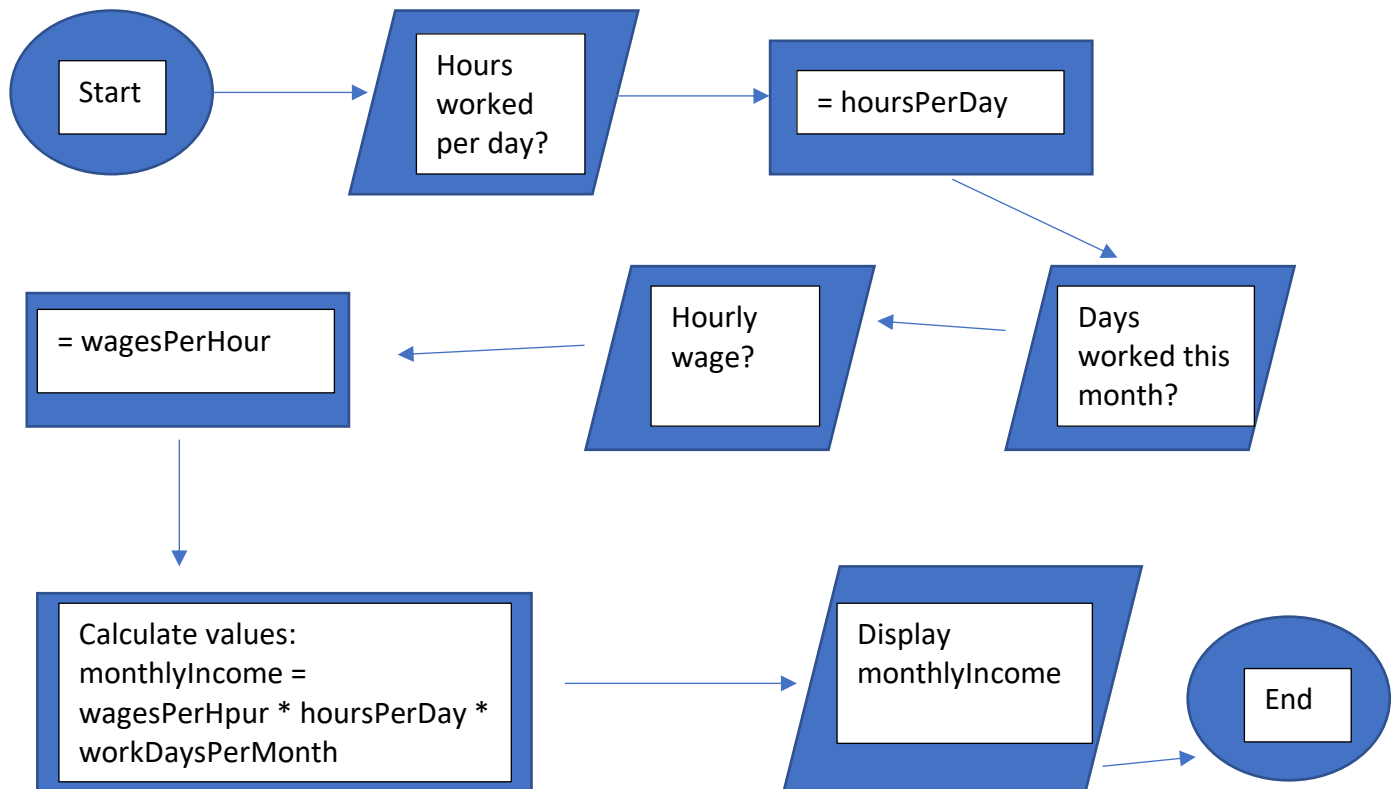 Start
Hours
worked
per day?
= hoursPerDay
Days
worked this
month?
Hourly
wage?
= wagesPerHour
Calculate values:
monthlyIncome =
wagesPerHpur * hoursPerDay *
workDaysPerMonth
Display
monthlyIncome
End